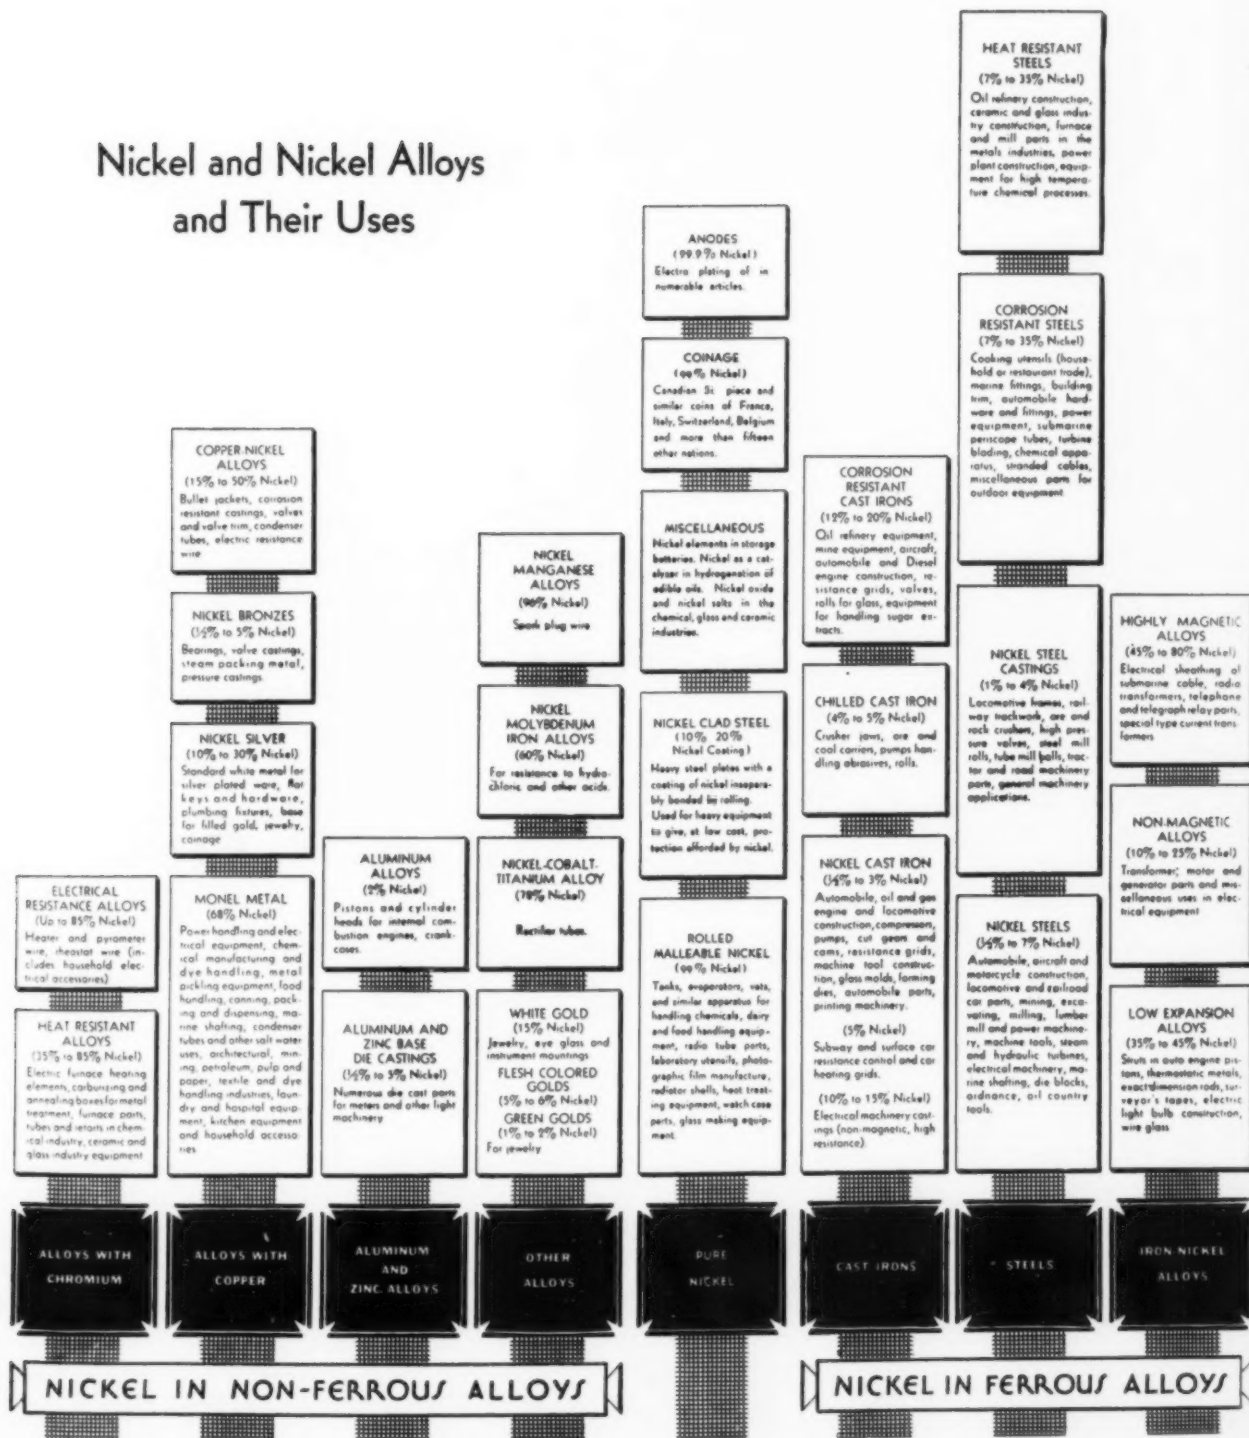 Nickel and Nickel Alloys
and Their Uses
ELECTRICAL
RESISTANCE ALLOYS
(Up to 85% Nickel)
Heater and pyrometer
wire, rheostat wire (in-
cludes household elec-
trical accessories)
HEAT RESISTANT
ALLOYS
(35% to 85% Nickel)
Electric furnace heating
elements, carburizing and
annealing boxes for metal
treatment, furnace parts,
tubes and retorts in chem-
ical industry, ceramic and
glass industry equipment
ALLOYS WITH
CHROMIUM
COPPER-NICKEL
ALLOYS
(15% to 50% Nickel)
Bullet jackets, corrosion
resistant castings, valves
and valve trim, condenser
tubes, electric resistance
wire
NICKEL BRONZES
(½% to 5% Nickel)
Bearings, valve castings,
steam packing metal,
pressure castings.
NICKEL SILVER
(10% to 30% Nickel)
Standard white metal for
silver plated ware, flat
keys and hardware,
plumbing fixtures, base
for filled gold, jewelry,
coinage
MONEL METAL
(68% Nickel)
Power handling and elec-
trical equipment, chem-
ical manufacturing and
dye handling, metal
pickling equipment, food
handling, canning, pack-
ing and dispensing, ma-
rine shafting, condenser
tubes and other salt water
uses, architectural, min-
ing, petroleum, pulp and
paper, textile and dye
handling industries, laun-
dry and hospital equip-
ment, kitchen equipment
and household accesso-
ries
ALLOYS WITH
COPPER
ALUMINUM
ALLOYS
(2% Nickel)
Pistons and cylinder
heads for internal com-
bustion engines, crank-
cases.
ALUMINUM AND
ZINC BASE
DIE CASTINGS
(½% to 5% Nickel)
Numerous die cast parts
for meters and other light
machinery
ALUMINUM
AND
ZINC ALLOYS
NICKEL
MANGANESE
ALLOYS
(96% Nickel)
Spark plug wire
NICKEL
MOLYBDENUM
IRON ALLOYS
(60% Nickel)
For resistance to hydro-
chloric and other acids.
NICKEL-COBALT-
TITANIUM ALLOY
(78% Nickel)
Rectifier tubes.
WHITE GOLD
(15% Nickel)
Jewelry, eye glass and
instrument mountings
FLESH COLORED
GOLDS
(5% to 6% Nickel)
GREEN GOLDS
(1% to 2% Nickel)
For jewelry
OTHER
ALLOYS
NICKEL IN NON-FERROUS ALLOYS
ANODES
(99.9% Nickel)
Electro plating of in
numerable articles.
COINAGE
(99% Nickel)
Canadian 5c piece and
similar coins of France,
Italy, Switzerland, Belgium
and more than fifteen
other nations.
MISCELLANEOUS
Nickel elements in storage
batteries. Nickel as a cat-
alyser in hydrogenation of
edible oils. Nickel oxide
and nickel salts in the
chemical, glass and ceramic
industries.
NICKEL CLAD STEEL
(10% 20%
Nickel Coating)
Heavy steel plates with a
coating of nickel insepara-
bly bonded by rolling.
Used for heavy equipment
to give, at low cost, pro-
tection afforded by nickel.
ROLLED
MALLEABLE NICKEL
(99% Nickel)
Tanks, evaporators, vats,
and similar apparatus for
handling chemicals, dairy
and food handling equip-
ment, radio tube parts,
laboratory utensils, photo-
graphic film manufacture,
radiator shells, heat treat-
ing equipment, watch case
parts, glass making equip-
ment.
PURE
NICKEL
CORROSION
RESISTANT
CAST IRONS
(12% to 20% Nickel)
Oil refinery equipment,
mine equipment, aircraft,
automobile and Diesel
engine construction, re-
sistance grids, valves,
rolls for glass, equipment
for handling sugar ex-
tracts.
CHILLED CAST IRON
(4% to 5% Nickel)
Crusher jaws, ore and
coal carriers, pumps han-
dling abrasives, rolls.
NICKEL CAST IRON
(½% to 3% Nickel)
Automobile, oil and gas
engine and locomotive
construction, compressors,
pumps, cut gears and
cams, resistance grids,
machine tool construc-
tion, glass molds, forming
dies, automobile parts,
printing machinery.
(5% Nickel)
Subway and surface car
resistance control and car
heating grids.
(10% to 15% Nickel)
Electrical machinery cast-
ings (non-magnetic, high
resistance)
CAST IRONS
HEAT RESISTANT
STEELS
(7% to 35% Nickel)
Oil refinery construction,
ceramic and glass indus-
try construction, furnace
and mill parts in the
metals industries, power
plant construction, equip-
ment for high tempera-
ture chemical processes.
CORROSION
RESISTANT STEELS
(7% to 35% Nickel)
Cooking utensils (house-
hold or restaurant trade),
marine fittings, building
trim, automobile hard-
ware and fittings, power
equipment, submarine
periscope tubes, turbine
blading, chemical appa-
ratus, stranded cables,
miscellaneous parts for
outdoor equipment
NICKEL STEEL
CASTINGS
(1% to 4% Nickel)
Locomotive frames, rail-
way trackwork, ore and
rock crushers, high pres-
sure valves, steel mill
rolls, tube mill balls, trac-
tor and road machinery
parts, general machinery
applications.
NICKEL STEELS
(½% to 7% Nickel)
Automobile, aircraft and
motorcycle construction,
locomotive and railroad
car parts, mining, exca-
vating, milling, lumber
mill and power machine-
ry, machine tools, steam
and hydraulic turbines,
electrical machinery, ma-
rine shafting, die blocks,
ordnance, oil country
tools.
STEELS
HIGHLY MAGNETIC
ALLOYS
(45% to 80% Nickel)
Electrical sheathing of
submarine cable, radio
transformers, telephone
and telegraph relay parts,
special type current trans
formers
NON-MAGNETIC
ALLOYS
(10% to 25% Nickel)
Transformer, motor and
generator parts and mis-
cellaneous uses in elec-
trical equipment
LOW EXPANSION
ALLOYS
(35% to 45% Nickel)
Struts in auto engine pis-
tons, thermostatic metals,
exact dimension rods, sur-
veyor's tapes, electric
light bulb construction,
wire glass
IRON-NICKEL
ALLOYS
NICKEL IN FERROUS ALLOYS